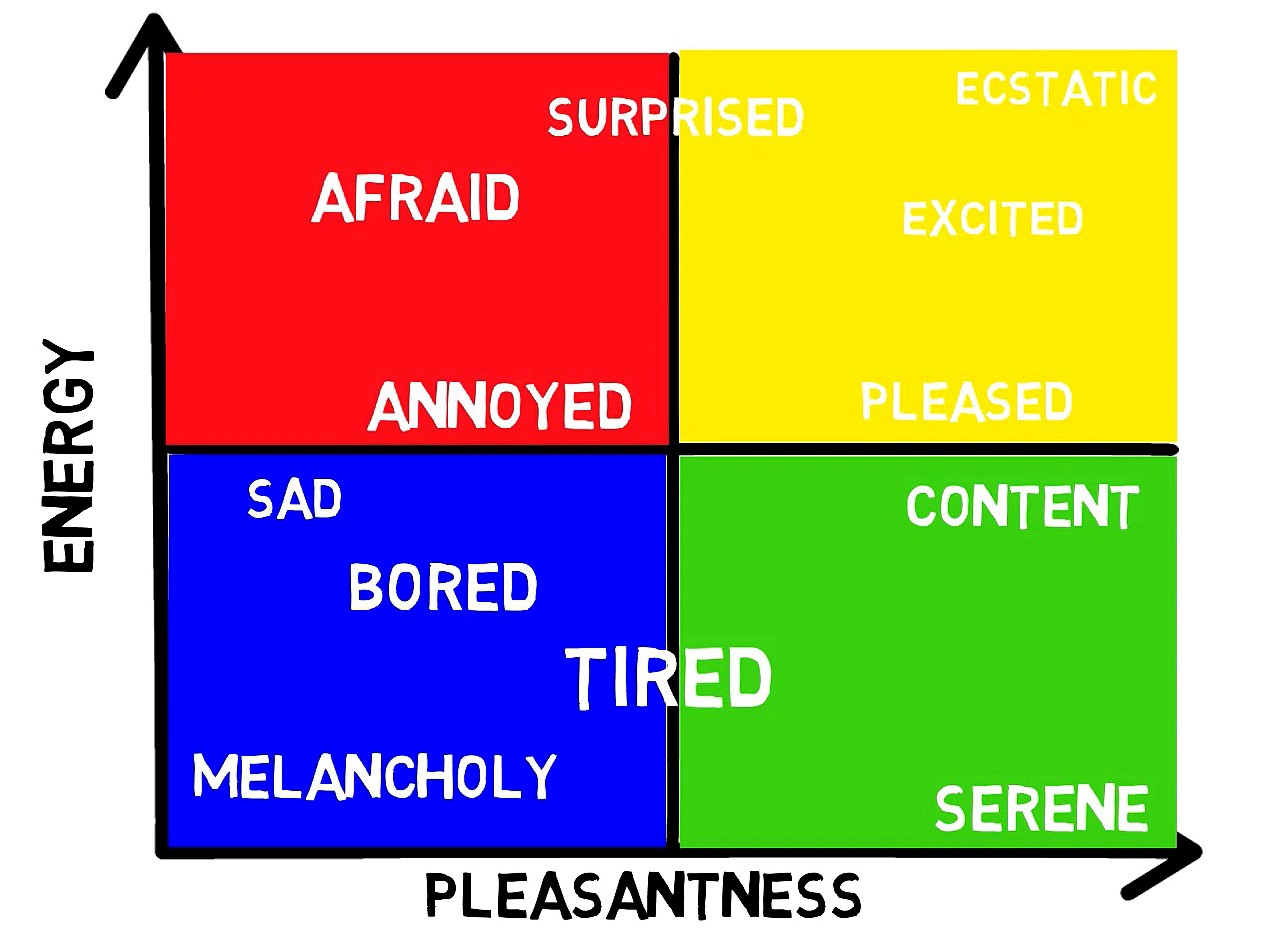 ECSTATIC
SURPRISED
AFRAID
EXCITED
ANNOYED
PLEASED
ENERGY
SAD
CONTENT
BORED
TIRED
MELANCHOLY
SERENE
PLEASANTNESS